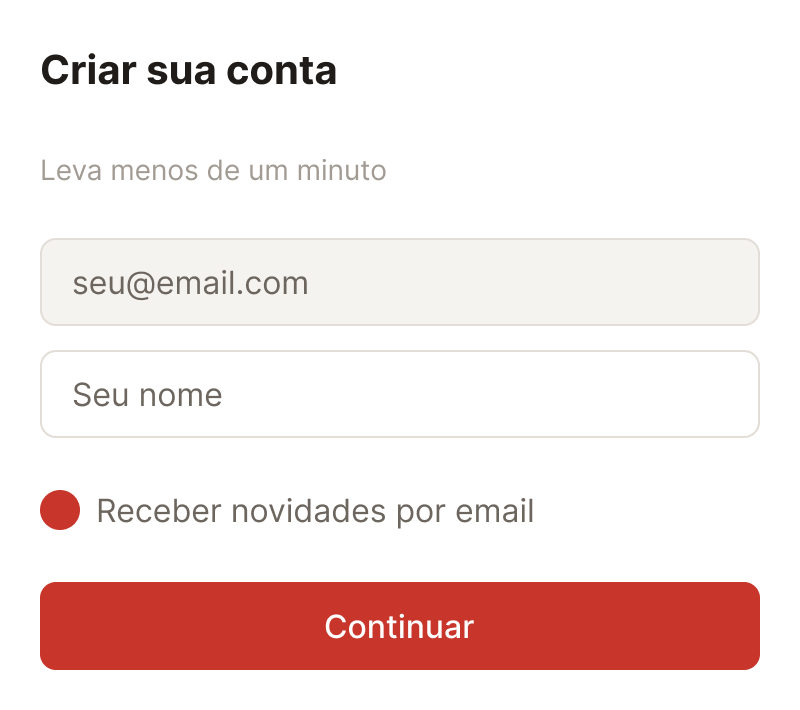 Criar sua conta
Leva menos de um minuto
seu@email.com
Seu nome
Receber novidades por email
Continuar